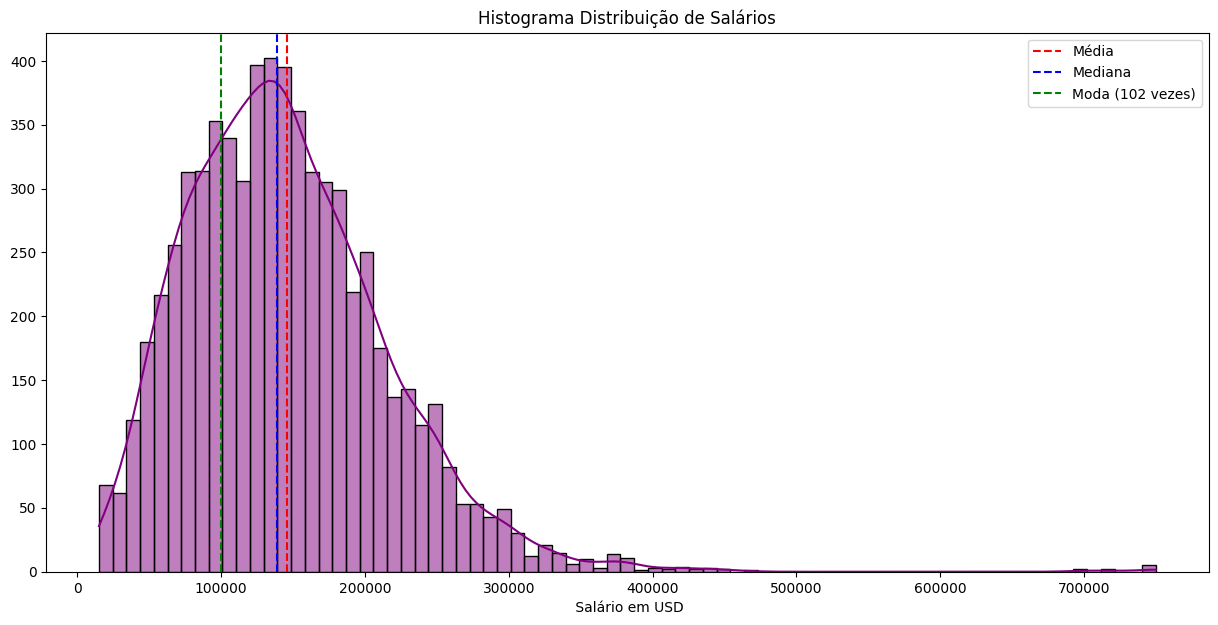 Histograma Distribuição de Salários
Média
Mediana
Moda (102 vezes)
400
350
300
250
200
150
100
50
0
0 100000 200000 300000 400000 500000 600000 700000
Salário em USD